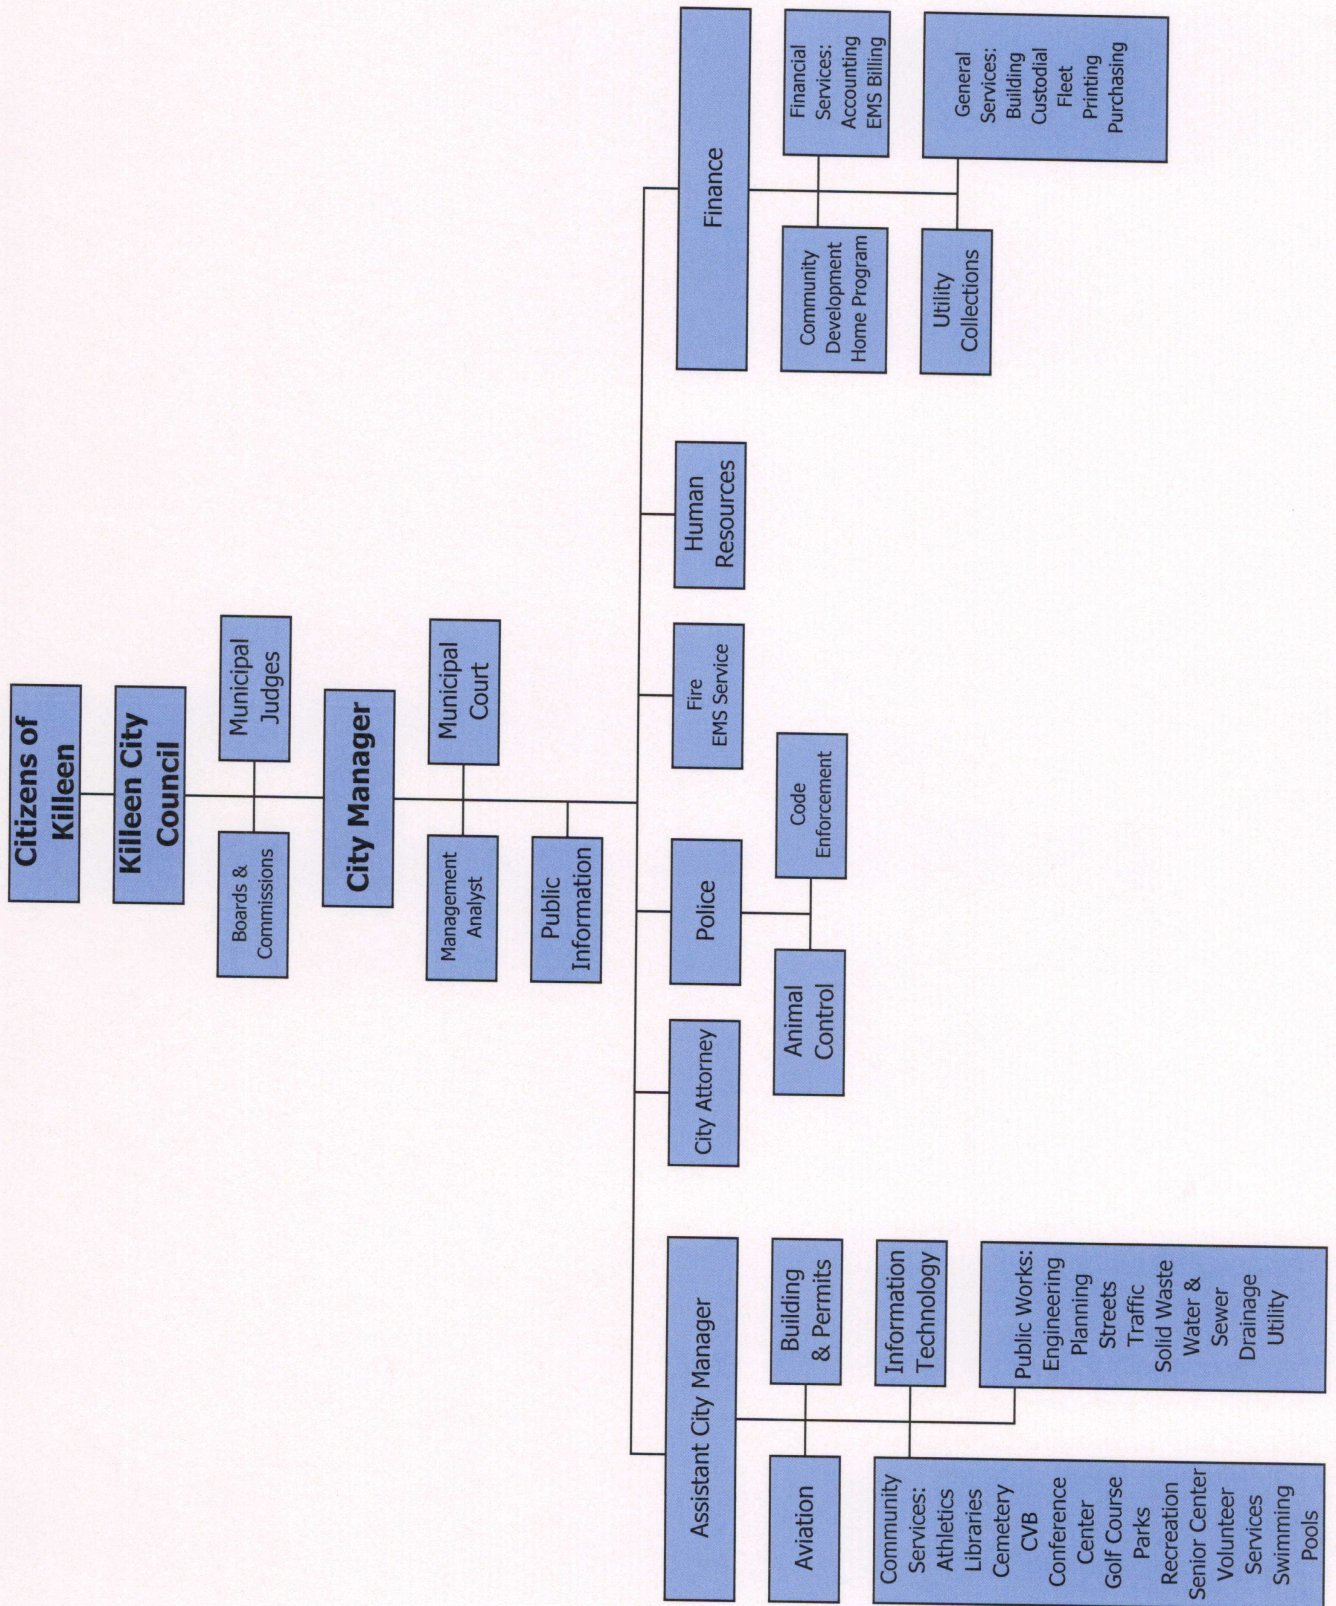 Citizens of
Killeen
Killeen City
Council
Boards &
Commissions
Municipal
Judges
City Manager
Management
Analyst
Municipal
Court
Public
Information
Assistant City Manager
City Attorney
Police
Fire
EMS Service
Human
Resources
Finance
Aviation
Building
& Permits
Community
Services:
Athletics
Libraries
Cemetery
CVB
Conference
Center
Golf Course
Parks
Recreation
Senior Center
Volunteer
Services
Swimming
Pools
Information
Technology
Public Works:
Engineering
Planning
Streets
Traffic
Solid Waste
Water &
Sewer
Drainage
Utility
Animal
Control
Code
Enforcement
Community
Development
Home Program
Financial
Services:
Accounting
EMS Billing
Utility
Collections
General
Services:
Building
Custodial
Fleet
Printing
Purchasing